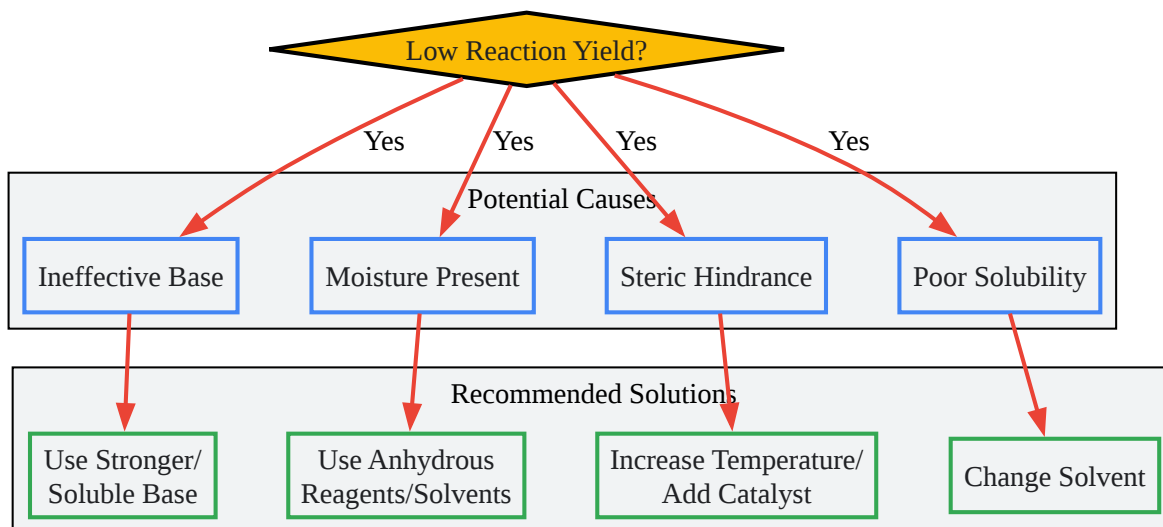 Low Reaction Yield?
Yes
Yes
Yes
Yes
Potential Causes
Ineffective Base
Moisture Present
Steric Hindrance
Poor Solubility
Recommended Solutions
Use Stronger/
Soluble Base
Use Anhydrous
Reagents/Solvents
Increase Temperature/
Add Catalyst
Change Solvent